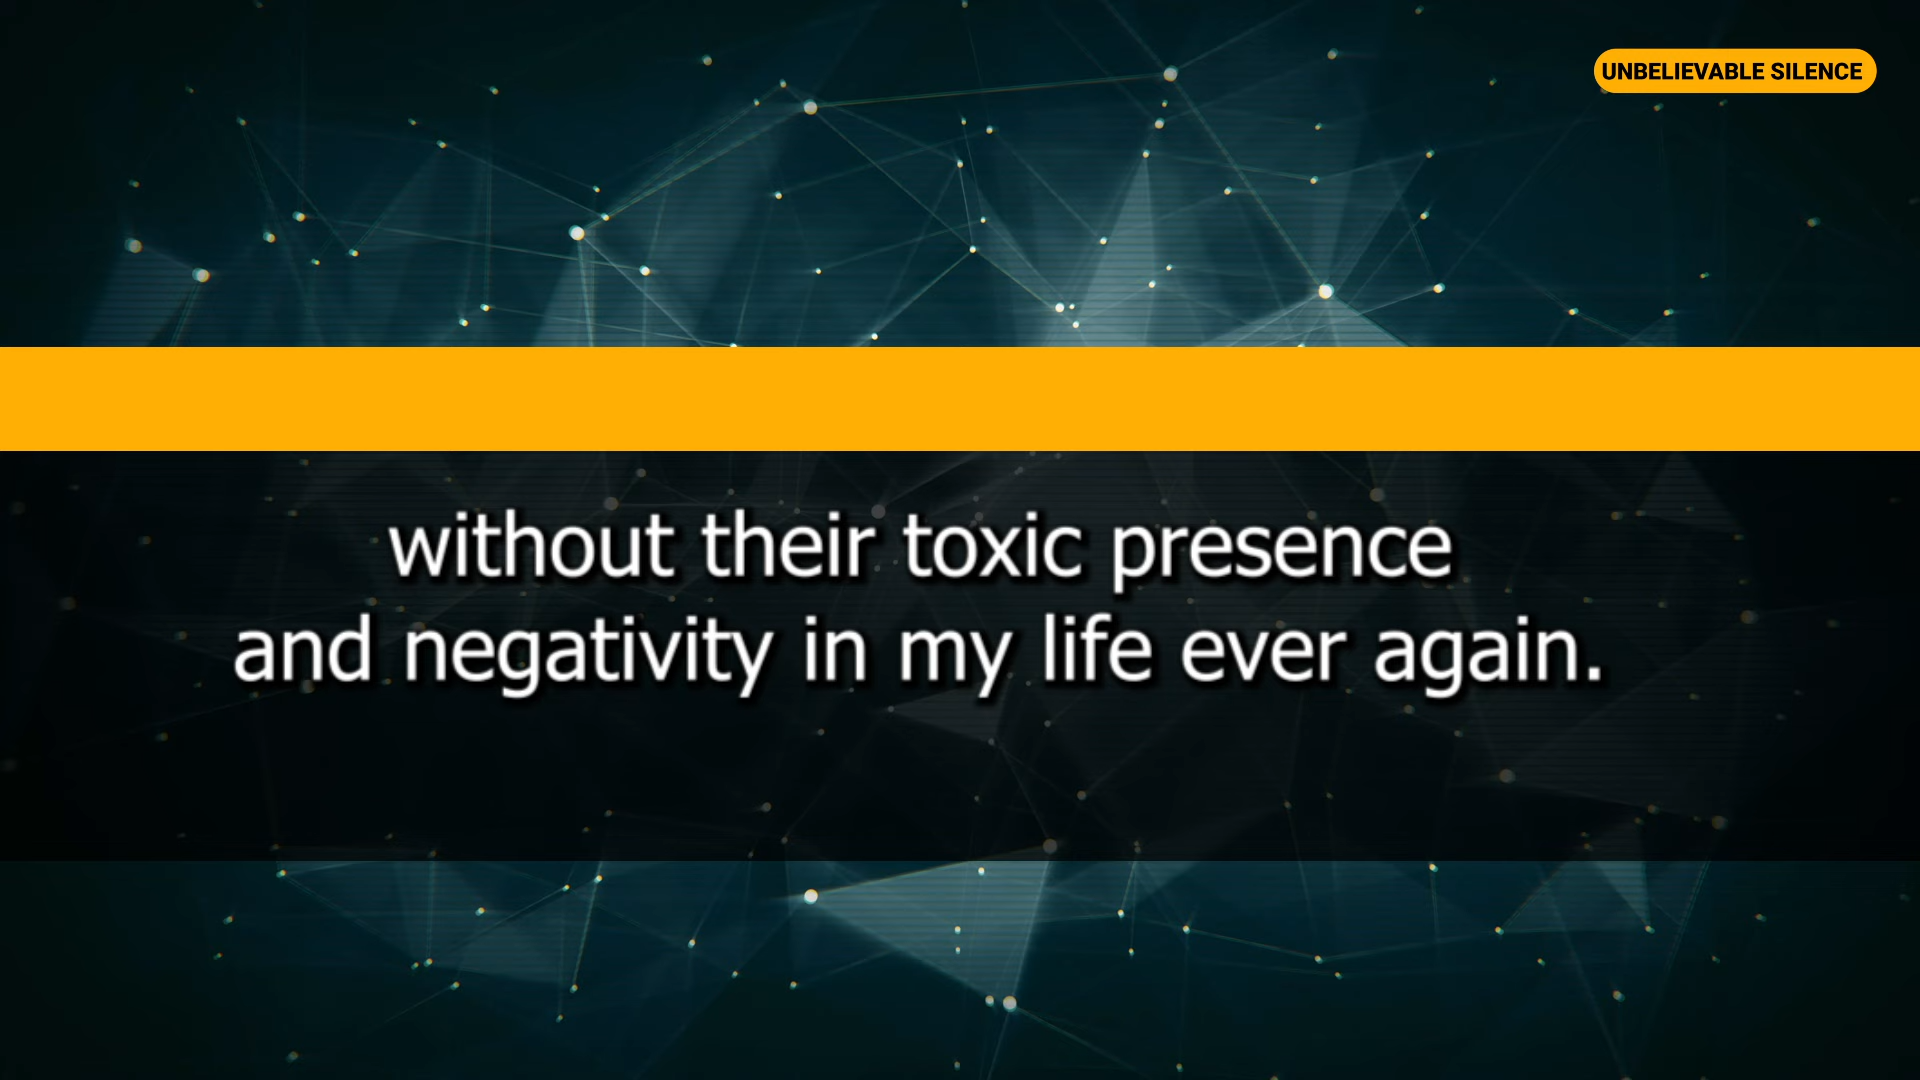 UNBELIEVABLE SILENCE
without their toxic presence
and negativity in my life ever again.